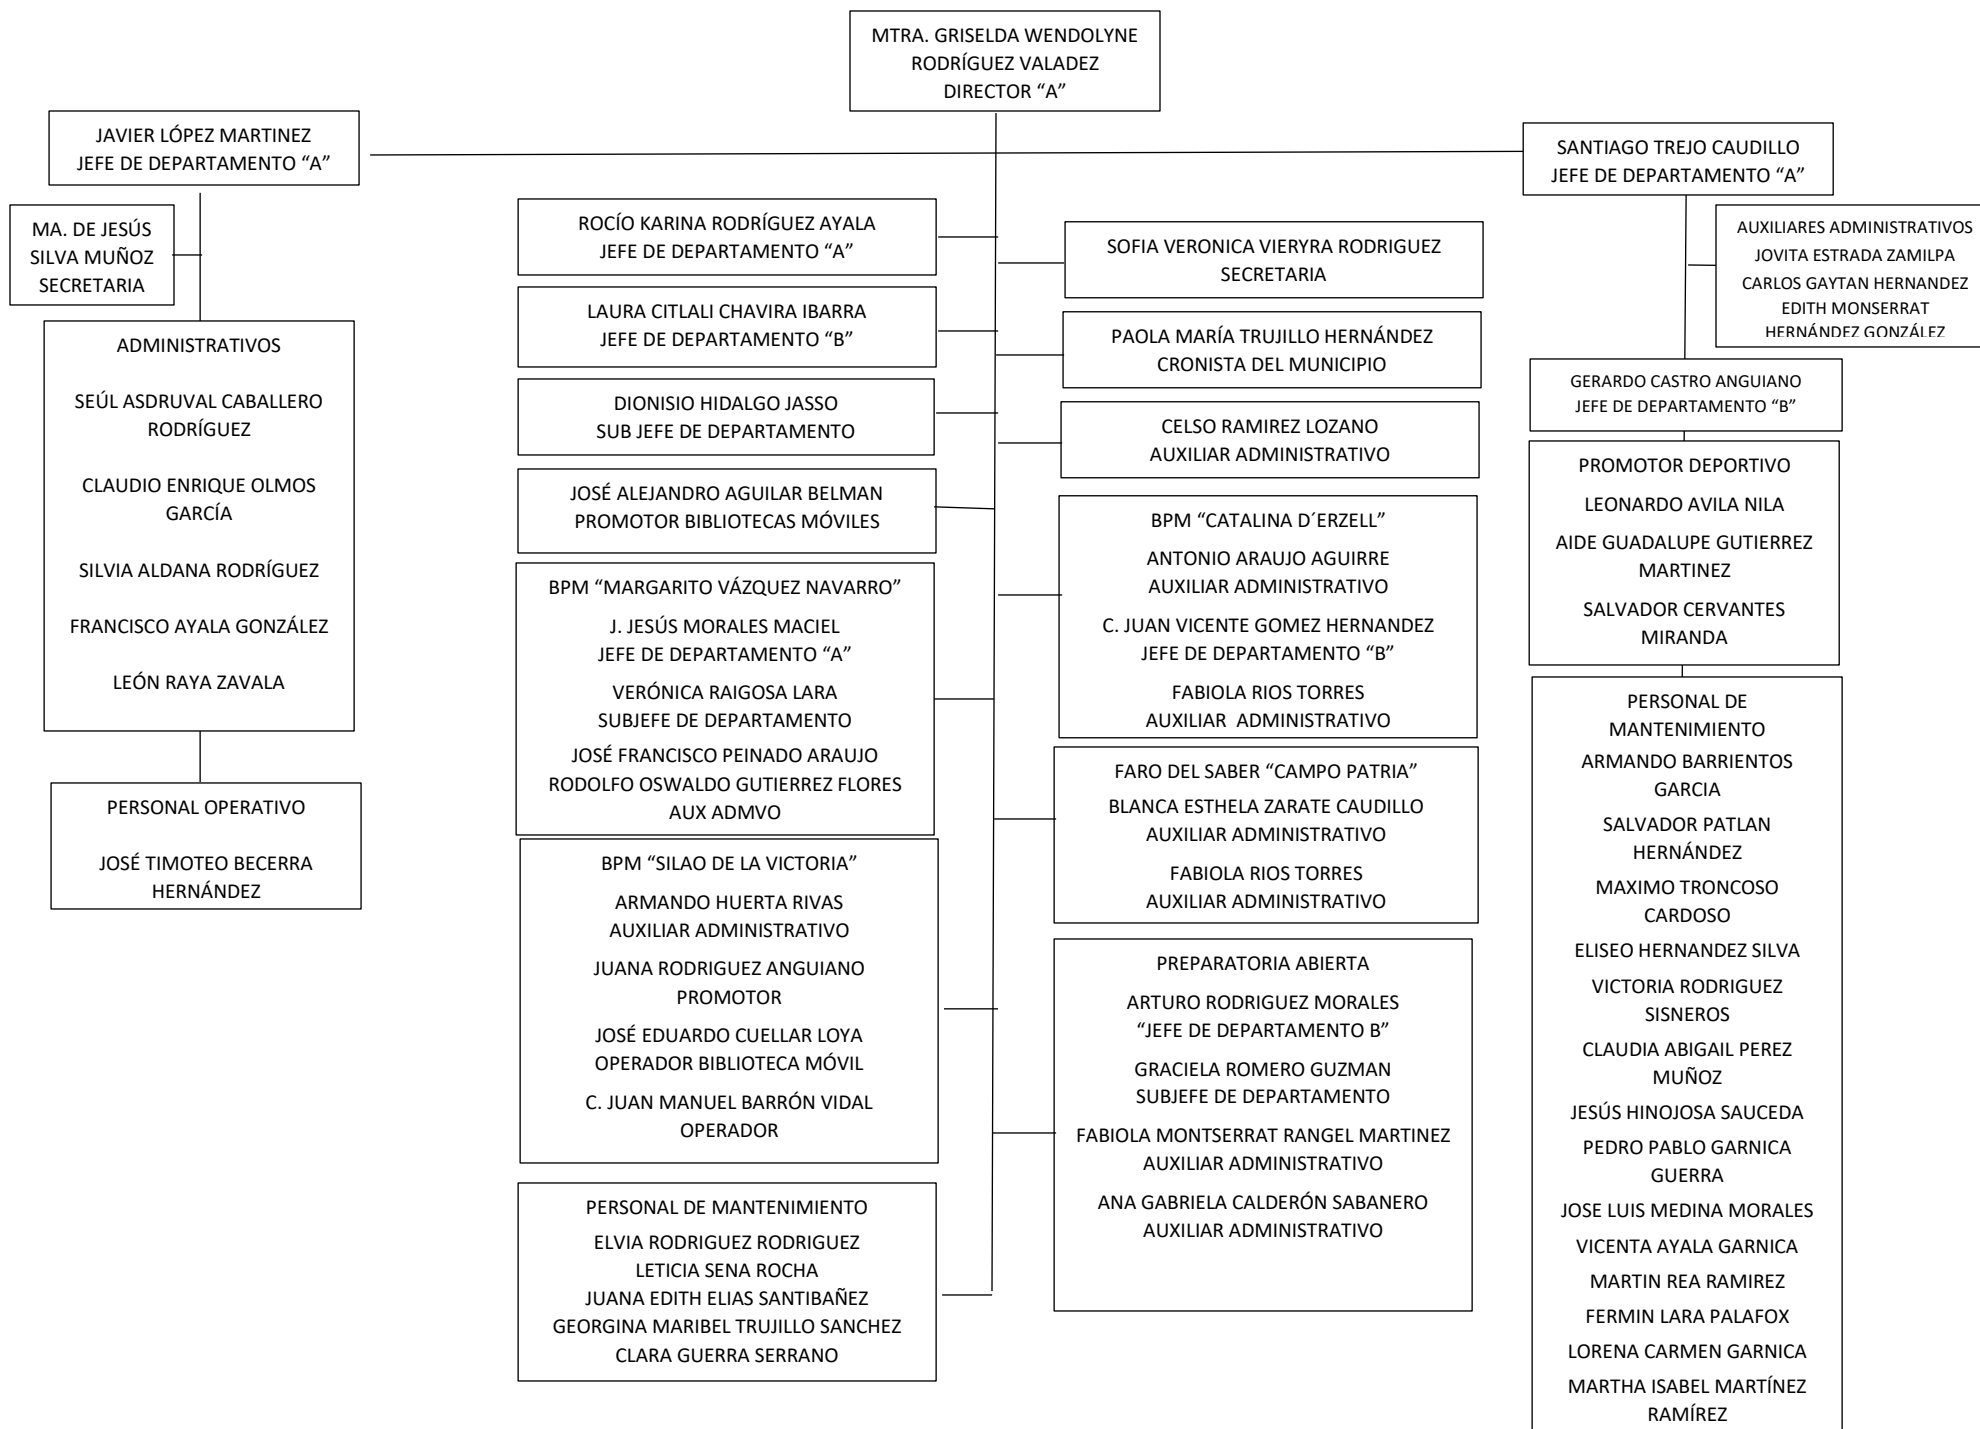 MTRA. GRISELDA WENDOLYNE
RODRÍGUEZ VALADEZ
DIRECTOR “A”
JAVIER LÓPEZ MARTINEZ
JEFE DE DEPARTAMENTO “A”
MA. DE JESÚS
SILVA MUÑOZ
SECRETARIA
ADMINISTRATIVOS
SEÚL ASDRUVAL CABALLERO
RODRÍGUEZ
CLAUDIO ENRIQUE OLMOS
GARCÍA
SILVIA ALDANA RODRÍGUEZ
FRANCISCO AYALA GONZÁLEZ
LEÓN RAYA ZAVALA
PERSONAL OPERATIVO
JOSÉ TIMOTEO BECERRA
HERNÁNDEZ
ROCÍO KARINA RODRÍGUEZ AYALA
JEFE DE DEPARTAMENTO “A”
LAURA CITLALI CHAVIRA IBARRA
JEFE DE DEPARTAMENTO “B”
DIONISIO HIDALGO JASSO
SUB JEFE DE DEPARTAMENTO
JOSÉ ALEJANDRO AGUILAR BELMAN
PROMOTOR BIBLIOTECAS MÓVILES
BPM “MARGARITO VÁZQUEZ NAVARRO”
J. JESÚS MORALES MACIEL
JEFE DE DEPARTAMENTO “A”
VERÓNICA RAIGOSA LARA
SUBJEFE DE DEPARTAMENTO
JOSÉ FRANCISCO PEINADO ARAUJO
RODOLFO OSWALDO GUTIERREZ FLORES
AUX ADMVO
BPM “SILAO DE LA VICTORIA”
ARMANDO HUERTA RIVAS
AUXILIAR ADMINISTRATIVO
JUANA RODRIGUEZ ANGUIANO
PROMOTOR
JOSÉ EDUARDO CUELLAR LOYA
OPERADOR BIBLIOTECA MÓVIL
C. JUAN MANUEL BARRÓN VIDAL
OPERADOR
PERSONAL DE MANTENIMIENTO
ELVIA RODRIGUEZ RODRIGUEZ
LETICIA SENA ROCHA
JUANA EDITH ELIAS SANTIBAÑEZ
GEORGINA MARIBEL TRUJILLO SANCHEZ
CLARA GUERRA SERRANO
SOFIA VERONICA VIERYRA RODRIGUEZ
SECRETARIA
PAOLA MARÍA TRUJILLO HERNÁNDEZ
CRONISTA DEL MUNICIPIO
CELSO RAMIREZ LOZANO
AUXILIAR ADMINISTRATIVO
BPM “CATALINA D´ERZELL”
ANTONIO ARAUJO AGUIRRE
AUXILIAR ADMINISTRATIVO
C. JUAN VICENTE GOMEZ HERNANDEZ
JEFE DE DEPARTAMENTO “B”
FABIOLA RIOS TORRES
AUXILIAR  ADMINISTRATIVO
FARO DEL SABER “CAMPO PATRIA”
BLANCA ESTHELA ZARATE CAUDILLO
AUXILIAR ADMINISTRATIVO
FABIOLA RIOS TORRES
AUXILIAR ADMINISTRATIVO
PREPARATORIA ABIERTA
ARTURO RODRIGUEZ MORALES
“JEFE DE DEPARTAMENTO B”
GRACIELA ROMERO GUZMAN
SUBJEFE DE DEPARTAMENTO
FABIOLA MONTSERRAT RANGEL MARTINEZ
AUXILIAR ADMINISTRATIVO
ANA GABRIELA CALDERÓN SABANERO
AUXILIAR ADMINISTRATIVO
SANTIAGO TREJO CAUDILLO
JEFE DE DEPARTAMENTO “A”
AUXILIARES ADMINISTRATIVOS
JOVITA ESTRADA ZAMILPA
CARLOS GAYTAN HERNANDEZ
EDITH MONSERRAT
HERNÁNDEZ GONZÁLEZ
GERARDO CASTRO ANGUIANO
JEFE DE DEPARTAMENTO “B”
PROMOTOR DEPORTIVO
LEONARDO AVILA NILA
AIDE GUADALUPE GUTIERREZ
MARTINEZ
SALVADOR CERVANTES
MIRANDA
PERSONAL DE
MANTENIMIENTO
ARMANDO BARRIENTOS
GARCIA
SALVADOR PATLAN
HERNÁNDEZ
MAXIMO TRONCOSO
CARDOSO
ELISEO HERNANDEZ SILVA
VICTORIA RODRIGUEZ
SISNEROS
CLAUDIA ABIGAIL PEREZ
MUÑOZ
JESÚS HINOJOSA SAUCEDA
PEDRO PABLO GARNICA
GUERRA
JOSE LUIS MEDINA MORALES
VICENTA AYALA GARNICA
MARTIN REA RAMIREZ
FERMIN LARA PALAFOX
LORENA CARMEN GARNICA
MARTHA ISABEL MARTÍNEZ
RAMÍREZ